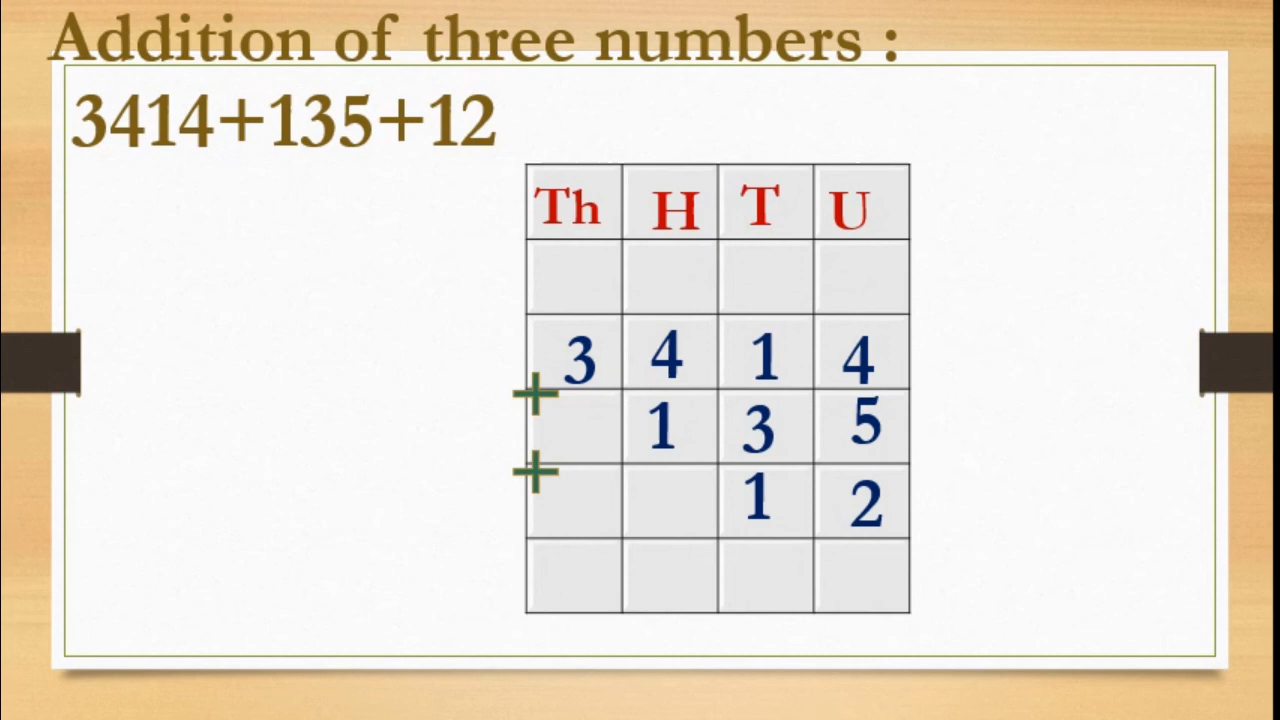 Addition of three numbers :
3414+135+12
Th H T U
3 4 1 4
+ 1 3 5
+ 1 2